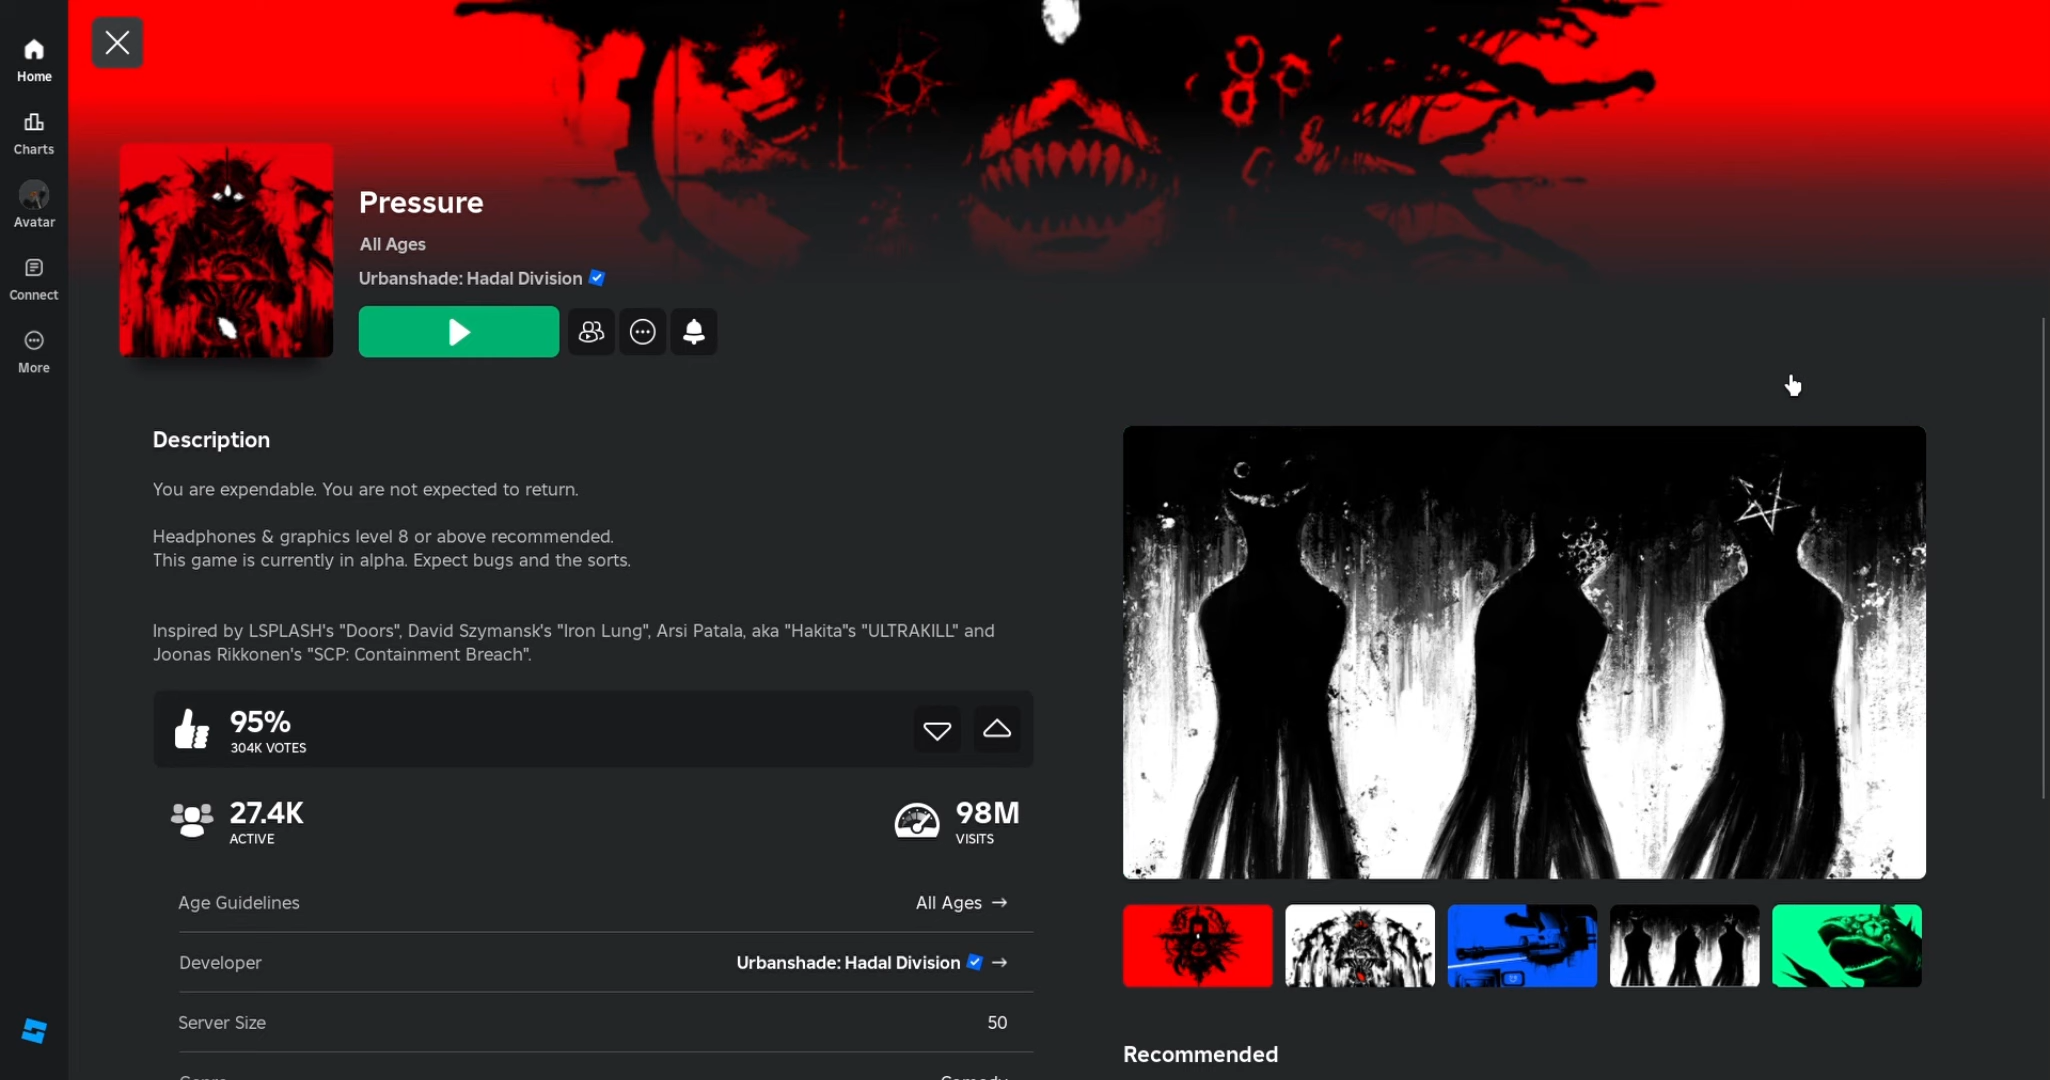 Home
Charts
Avatar
Connect
More
Pressure
All Ages
Urbanshade: Hadal Division
Description
You are expendable. You are not expected to return.
Headphones & graphics level 8 or above recommended.
This game is currently in alpha. Expect bugs and the sorts.
Inspired by LSPLASH's "Doors", David Szymansk's "Iron Lung", Arsi Patala, aka "Hakita"s "ULTRAKILL" and
Joonas Rikkonen's "SCP: Containment Breach".
95%
304K VOTES
27.4K
ACTIVE
98M
VISITS
Age Guidelines
All Ages →
Developer
Urbanshade: Hadal Division →
Server Size
50
Recommended